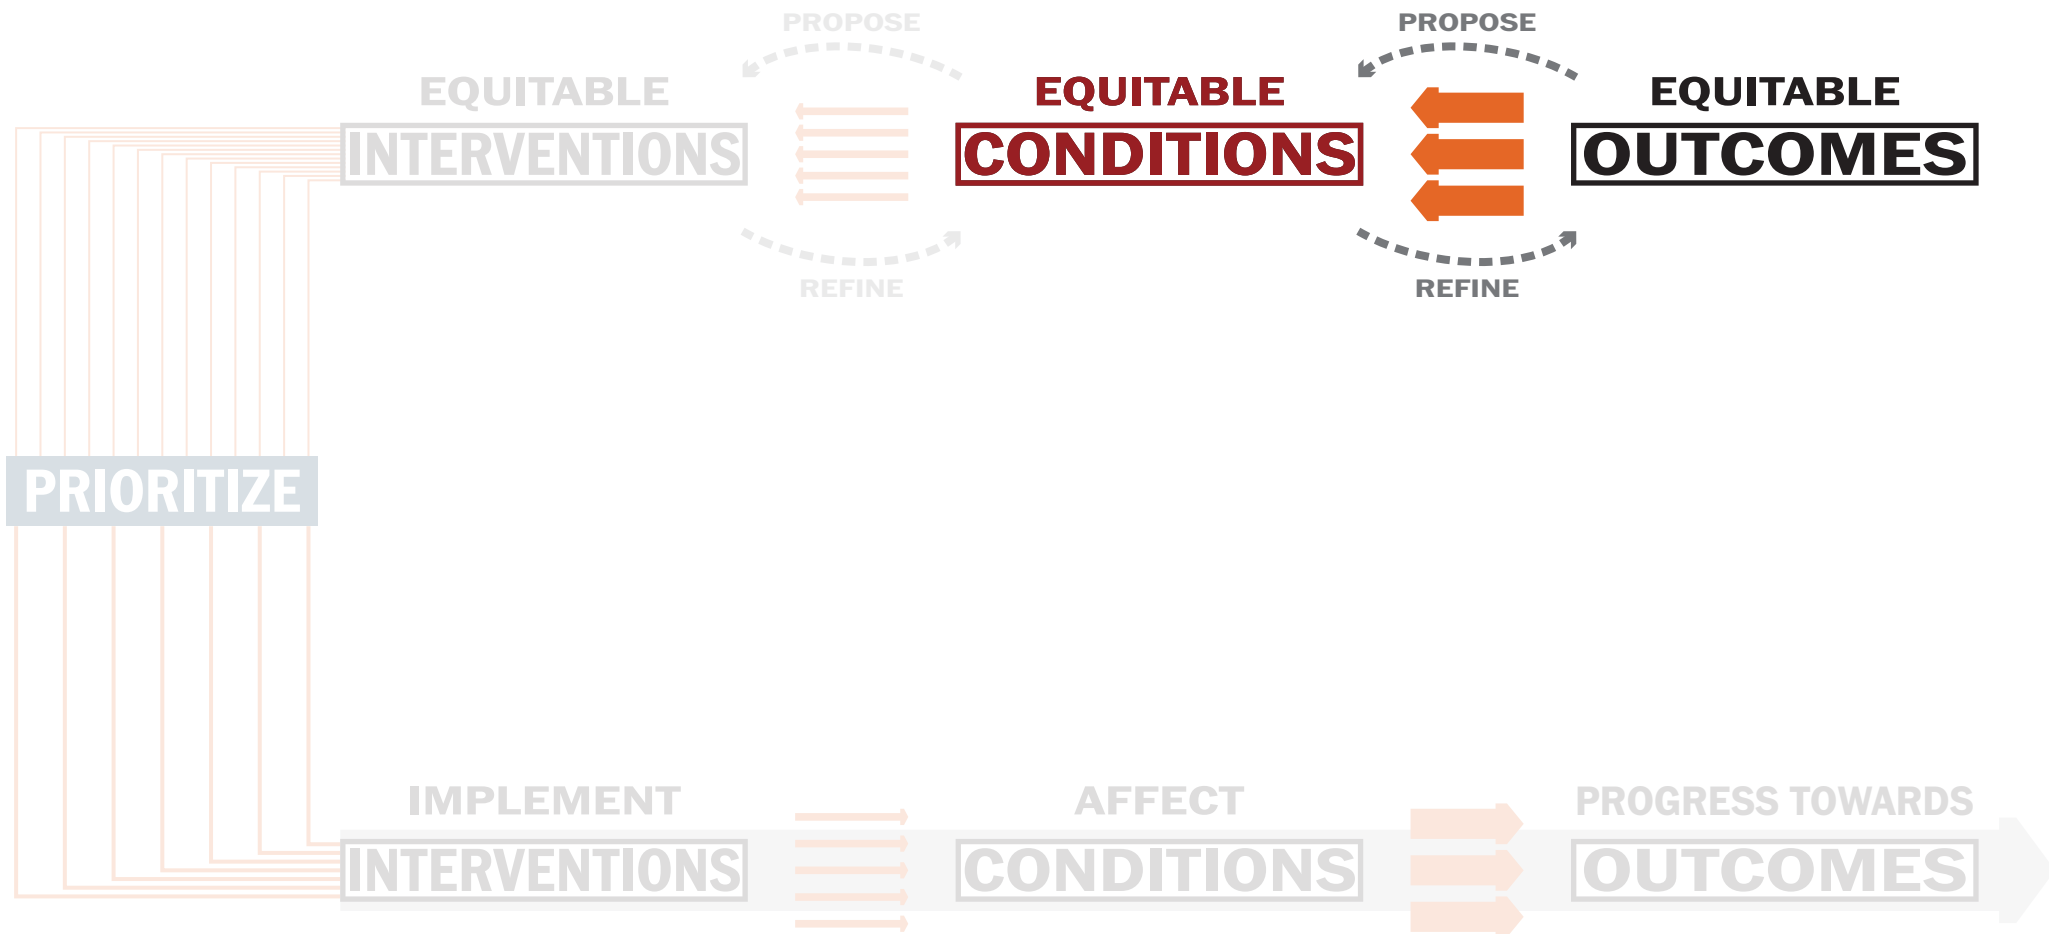 PROPOSE
PROPOSE
EQUITABLE
EQUITABLE
EQUITABLE
INTERVENTIONS
CONDITIONS
OUTCOMES
REFINE
REFINE
PRIORITIZE
IMPLEMENT
AFFECT
PROGRESS TOWARDS
INTERVENTIONS
CONDITIONS
OUTCOMES